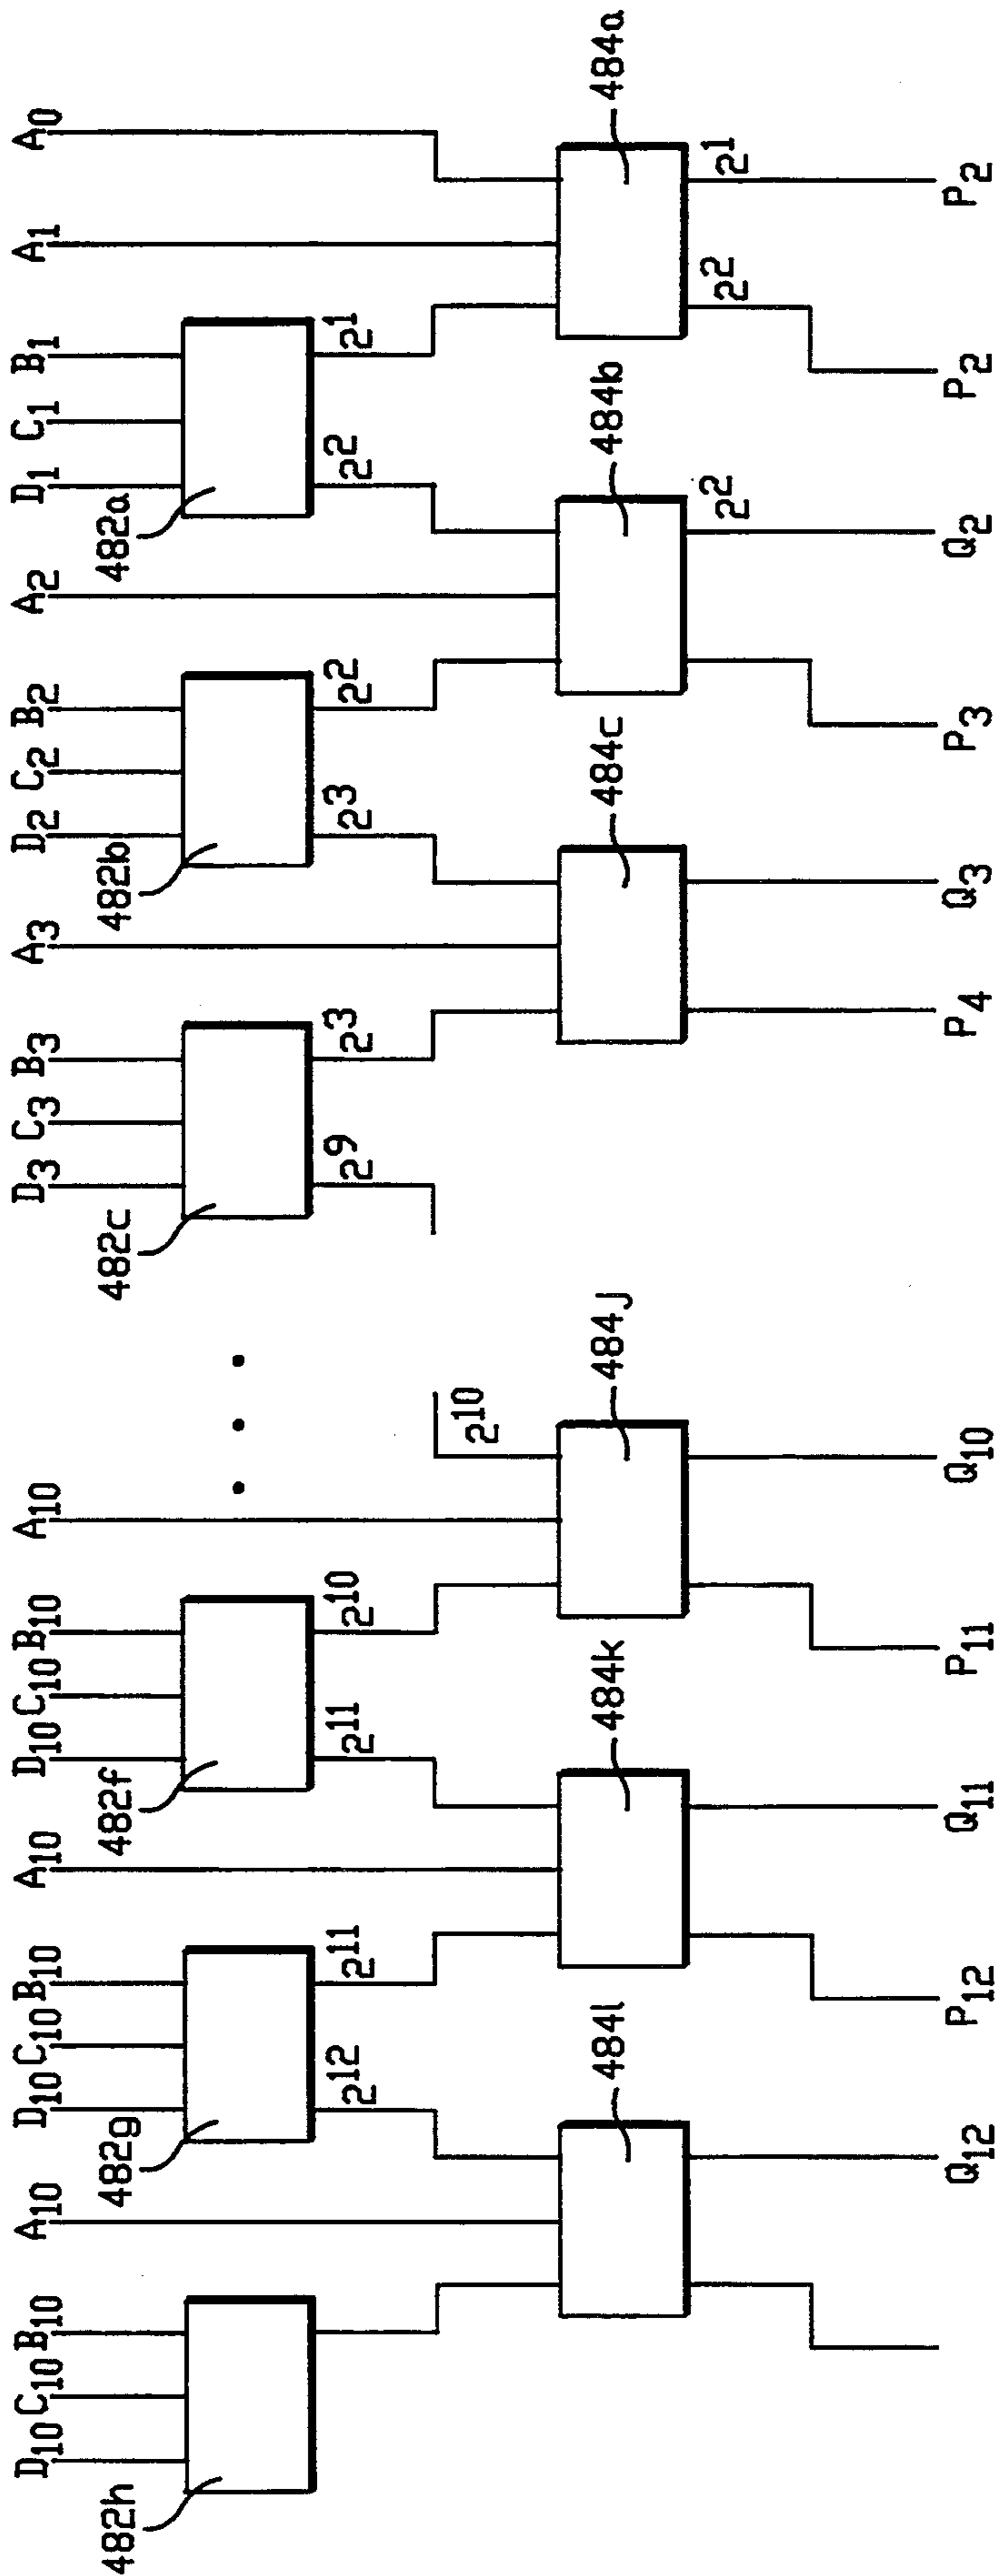 D10 C10 B10 A10 D10 C10 B10 A10 D10 C10 B10 A10 D3 C3 B3 A3 D2 C2 B2 A2 D1 C1 B1 A1 A0
482h 482g 482f • • • 482c 482b 482a
2^12 2^11 2^11 2^10 2^9 2^3 2^3 2^2 2^2 2^1
2^10
484l 484k 484j 484c 484b 484a
2^2 2^2 2^1
Q12 P12 Q11 P11 Q10 P4 Q3 P3 Q2 P2 P2